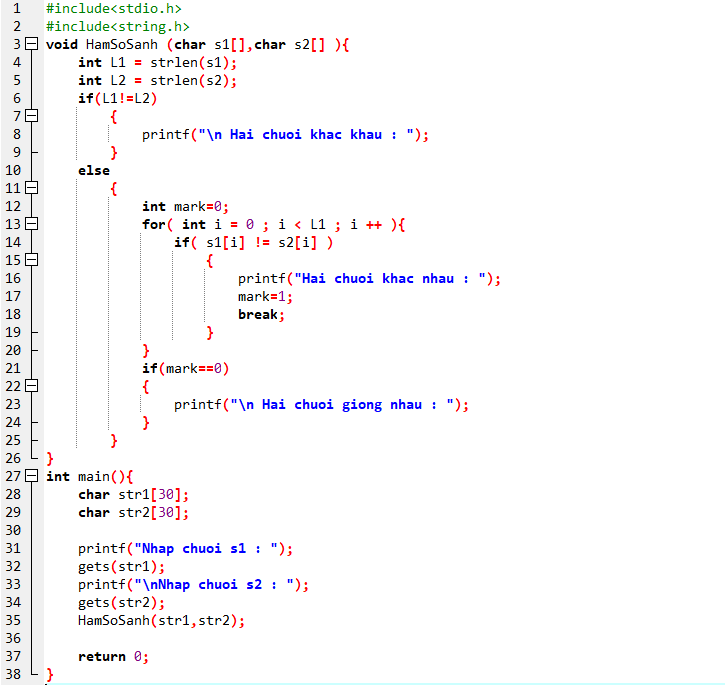 1 #include<stdio.h>
2 #include<string.h>
3 void HamSoSanh (char s1[],char s2[] ){
4 int L1 = strlen(s1);
5 int L2 = strlen(s2);
6 if(L1!=L2)
7 {
8 printf("\n Hai chuoi khac khau : ");
9 }
10 else
11 {
12 int mark=0;
13 for( int i = 0 ; i < L1 ; i ++ ){
14 if( s1[i] != s2[i] )
15 {
16 printf("Hai chuoi khac nhau : ");
17 mark=1;
18 break;
19 }
20 }
21 if(mark==0)
22 {
23 printf("\n Hai chuoi giong nhau : ");
24 }
25 }
26 }
27 int main(){
28 char str1[30];
29 char str2[30];
30
31 printf("Nhap chuoi s1 : ");
32 gets(str1);
33 printf("\nNhap chuoi s2 : ");
34 gets(str2);
35 HamSoSanh(str1,str2);
36
37 return 0;
38 }